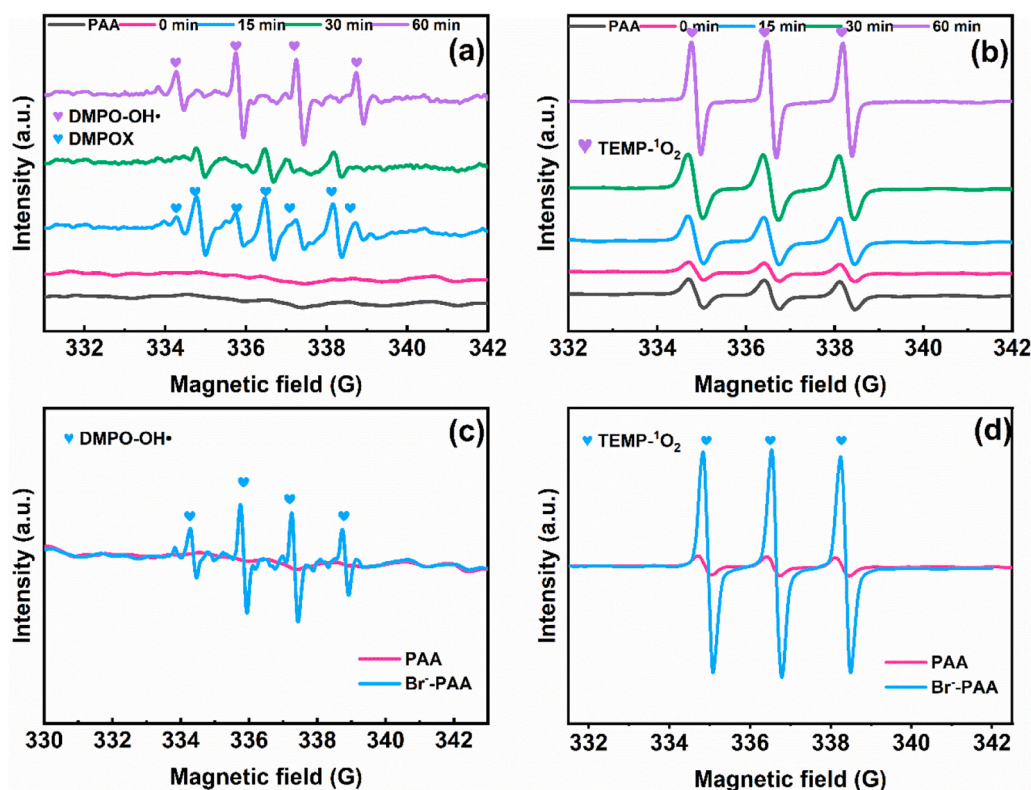 PAA 0 min 15 min 30 min 60 min
(a)
♥ DMPO-OH•
♥ DMPOX
Intensity (a.u.)
332 334 336 338 340 342
Magnetic field (G)
PAA 0 min 15 min 30 min 60 min
(b)
♥ TEMP-¹O₂
Intensity (a.u.)
332 334 336 338 340 342
Magnetic field (G)
(c)
♥ DMPO-OH•
Intensity (a.u.)
PAA
Br⁻-PAA
330 332 334 336 338 340 342
Magnetic field (G)
(d)
♥ TEMP-¹O₂
Intensity (a.u.)
PAA
Br⁻-PAA
332 334 336 338 340 342
Magnetic field (G)